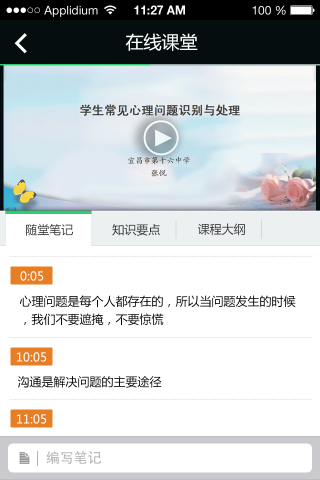 Applidium 11:27 AM 100 %
在线课堂
学生常见心理问题识别与处理
宜昌市第十六中学
张悦
随堂笔记 知识要点 课程大纲
0:05
心理问题是每个人都存在的，所以当问题发生的时候
，我们不要遮掩，不要惊慌
10:05
沟通是解决问题的主要途径
11:05
编写笔记